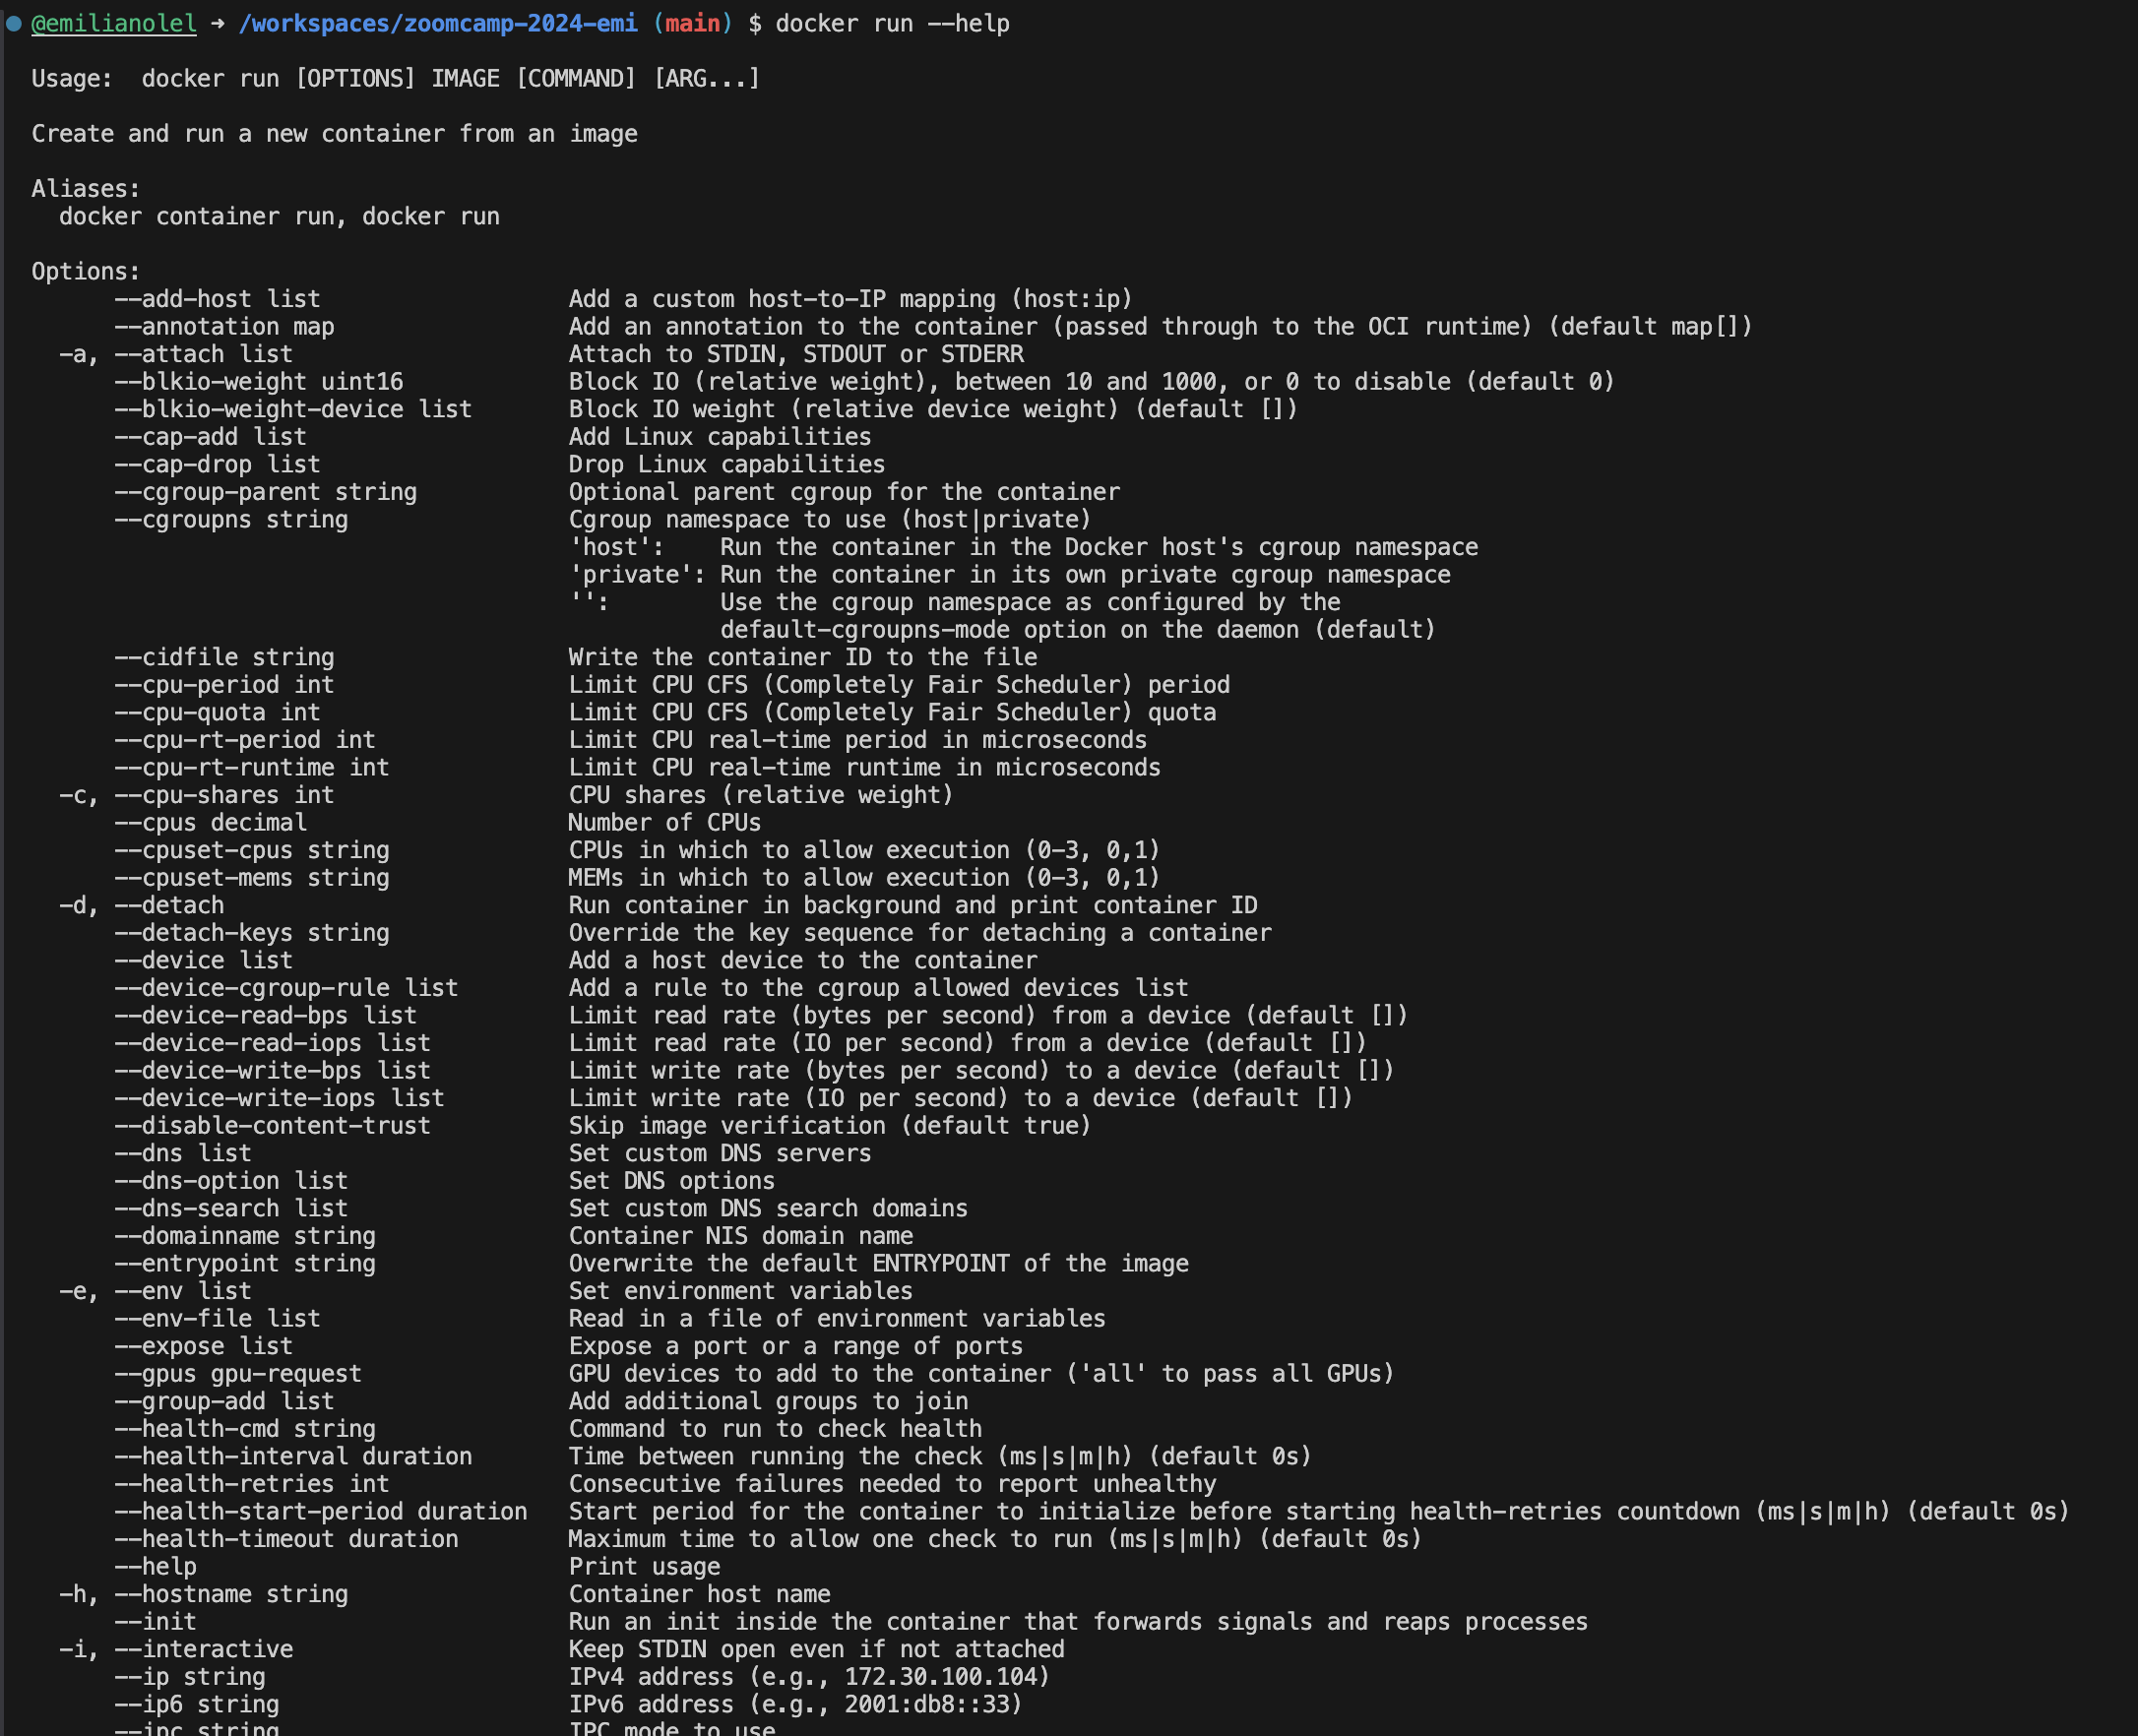 @emilianolel ➜ /workspaces/zoomcamp-2024-emi (main) $ docker run --help
Usage:  docker run [OPTIONS] IMAGE [COMMAND] [ARG...]
Create and run a new container from an image
Aliases:
  docker container run, docker run
Options:
      --add-host list                  Add a custom host-to-IP mapping (host:ip)
      --annotation map                 Add an annotation to the container (passed through to the OCI runtime) (default map[])
  -a, --attach list                    Attach to STDIN, STDOUT or STDERR
      --blkio-weight uint16            Block IO (relative weight), between 10 and 1000, or 0 to disable (default 0)
      --blkio-weight-device list       Block IO weight (relative device weight) (default [])
      --cap-add list                   Add Linux capabilities
      --cap-drop list                  Drop Linux capabilities
      --cgroup-parent string           Optional parent cgroup for the container
      --cgroupns string                Cgroup namespace to use (host|private)
                                       'host':    Run the container in the Docker host's cgroup namespace
                                       'private': Run the container in its own private cgroup namespace
                                       '':        Use the cgroup namespace as configured by the
                                                  default-cgroupns-mode option on the daemon (default)
      --cidfile string                 Write the container ID to the file
      --cpu-period int                 Limit CPU CFS (Completely Fair Scheduler) period
      --cpu-quota int                  Limit CPU CFS (Completely Fair Scheduler) quota
      --cpu-rt-period int              Limit CPU real-time period in microseconds
      --cpu-rt-runtime int             Limit CPU real-time runtime in microseconds
  -c, --cpu-shares int                 CPU shares (relative weight)
      --cpus decimal                   Number of CPUs
      --cpuset-cpus string             CPUs in which to allow execution (0-3, 0,1)
      --cpuset-mems string             MEMs in which to allow execution (0-3, 0,1)
  -d, --detach                         Run container in background and print container ID
      --detach-keys string             Override the key sequence for detaching a container
      --device list                    Add a host device to the container
      --device-cgroup-rule list        Add a rule to the cgroup allowed devices list
      --device-read-bps list           Limit read rate (bytes per second) from a device (default [])
      --device-read-iops list          Limit read rate (IO per second) from a device (default [])
      --device-write-bps list          Limit write rate (bytes per second) to a device (default [])
      --device-write-iops list         Limit write rate (IO per second) to a device (default [])
      --disable-content-trust          Skip image verification (default true)
      --dns list                       Set custom DNS servers
      --dns-option list                Set DNS options
      --dns-search list                Set custom DNS search domains
      --domainname string              Container NIS domain name
      --entrypoint string              Overwrite the default ENTRYPOINT of the image
  -e, --env list                       Set environment variables
      --env-file list                  Read in a file of environment variables
      --expose list                    Expose a port or a range of ports
      --gpus gpu-request               GPU devices to add to the container ('all' to pass all GPUs)
      --group-add list                 Add additional groups to join
      --health-cmd string              Command to run to check health
      --health-interval duration       Time between running the check (ms|s|m|h) (default 0s)
      --health-retries int             Consecutive failures needed to report unhealthy
      --health-start-period duration   Start period for the container to initialize before starting health-retries countdown (ms|s|m|h) (default 0s)
      --health-timeout duration        Maximum time to allow one check to run (ms|s|m|h) (default 0s)
      --help                           Print usage
  -h, --hostname string                Container host name
      --init                           Run an init inside the container that forwards signals and reaps processes
  -i, --interactive                    Keep STDIN open even if not attached
      --ip string                      IPv4 address (e.g., 172.30.100.104)
      --ip6 string                     IPv6 address (e.g., 2001:db8::33)
      --ipc string                     IPC mode to use